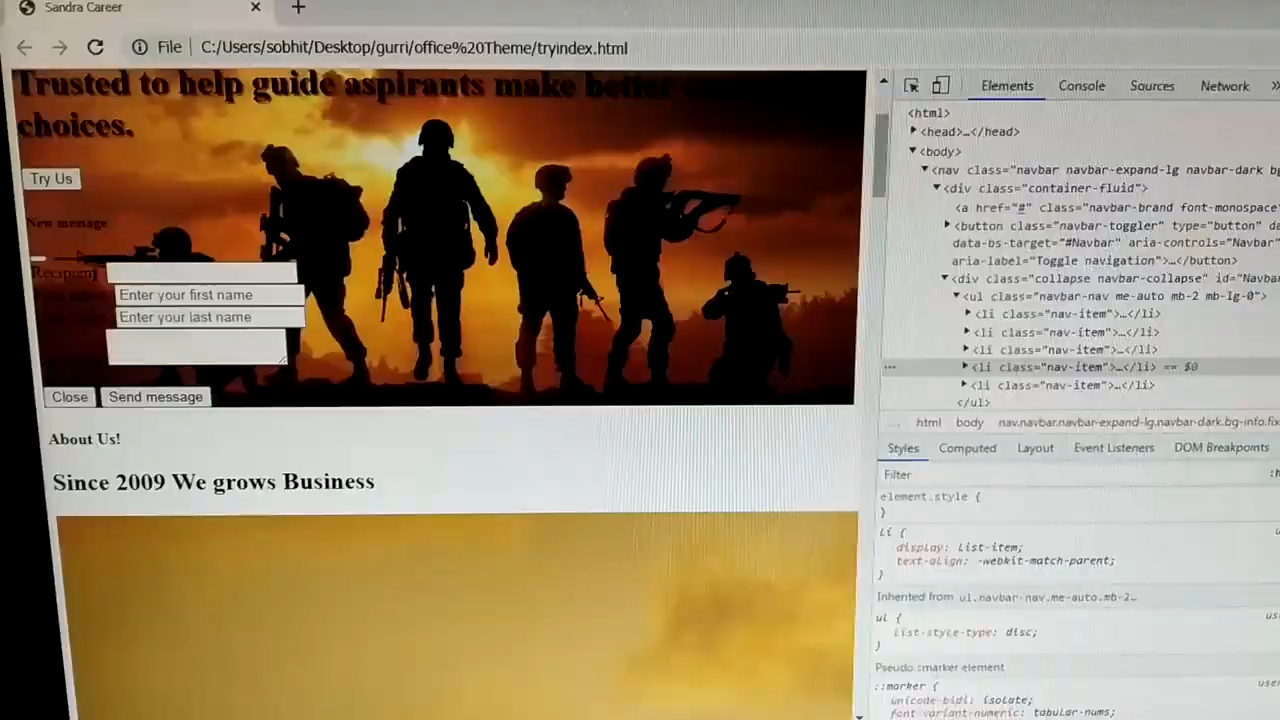 Sandra Career
File
C:/Users/sobhit/Desktop/gurri/office%20Theme/tryindex.html
Trusted to help guide aspirants make better
choices.
Try Us
New message
Recipient
Enter your first name
Enter your last name
Close
Send message
About Us!
Since 2009 We grows Business
Elements Console Sources Network »
<html>
<head>…</head>
<body>
<nav class="navbar navbar-expand-lg navbar-dark bg
<div class="container-fluid">
<a href="#" class="navbar-brand font-monospace
<button class="navbar-toggler" type="button" da
data-bs-target="#Navbar" aria-controls="Navbar
aria-label="Toggle navigation">…</button>
<div class="collapse navbar-collapse" id="Navba
<ul class="navbar-nav me-auto mb-2 mb-lg-0">
<li class="nav-item">…</li>
<li class="nav-item">…</li>
<li class="nav-item">…</li>
<li class="nav-item">…</li> == $0
<li class="nav-item">…</li>
</ul>
… html body nav.navbar.navbar-expand-lg.navbar-dark.bg-info.fix
Styles Computed Layout Event Listeners DOM Breakpoints
Filter :h
element.style {
}
li { u
display: list-item;
text-align: -webkit-match-parent;
}
Inherited from ul.navbar-nav.me-auto.mb-2…
ul { us
list-style-type: disc;
}
Pseudo ::marker element
::marker { user
unicode-bidi: isolate;
font-variant-numeric: tabular-nums;